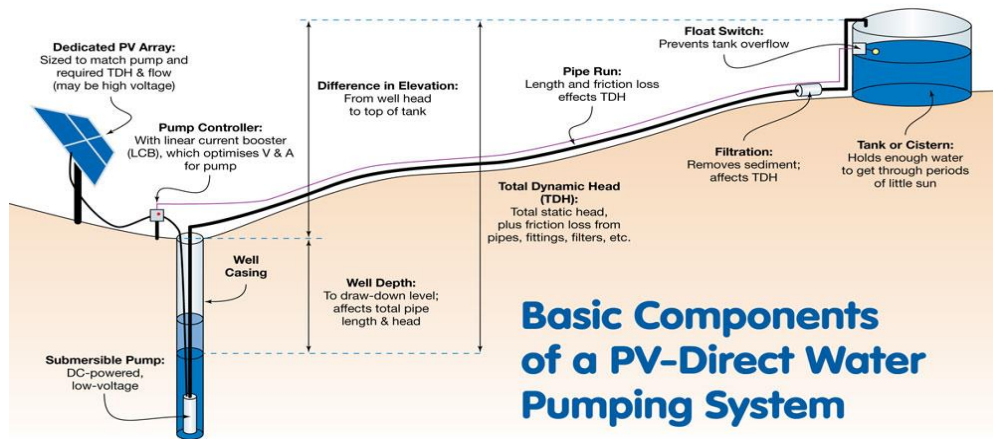 Dedicated PV Array:
Sized to match pump and
required TDH & flow
(may be high voltage)
Pump Controller:
With linear current booster
(LCB), which optimises V & A
for pump
Difference in Elevation:
From well head
to top of tank
Pipe Run:
Length and friction loss
effects TDH
Float Switch:
Prevents tank overflow
Filtration:
Removes sediment;
affects TDH
Tank or Cistern:
Holds enough water
to get through periods
of little sun
Total Dynamic Head
(TDH):
Total static head,
plus friction loss from
pipes, fittings, filters, etc.
Well
Casing
Well Depth:
To draw-down level;
affects total pipe
length & head
Submersible Pump:
DC-powered,
low-voltage
Basic Components
of a PV-Direct Water
Pumping System